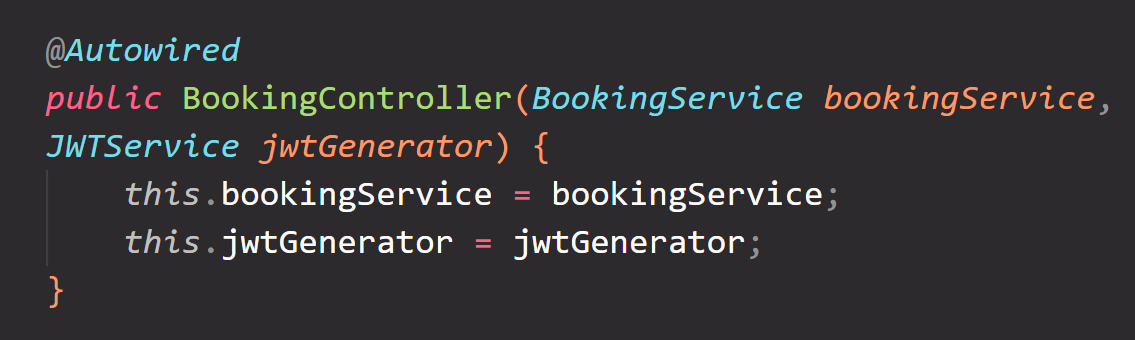 @Autowired
public BookingController(BookingService bookingService,
JWTService jwtGenerator) {
    this.bookingService = bookingService;
    this.jwtGenerator = jwtGenerator;
}